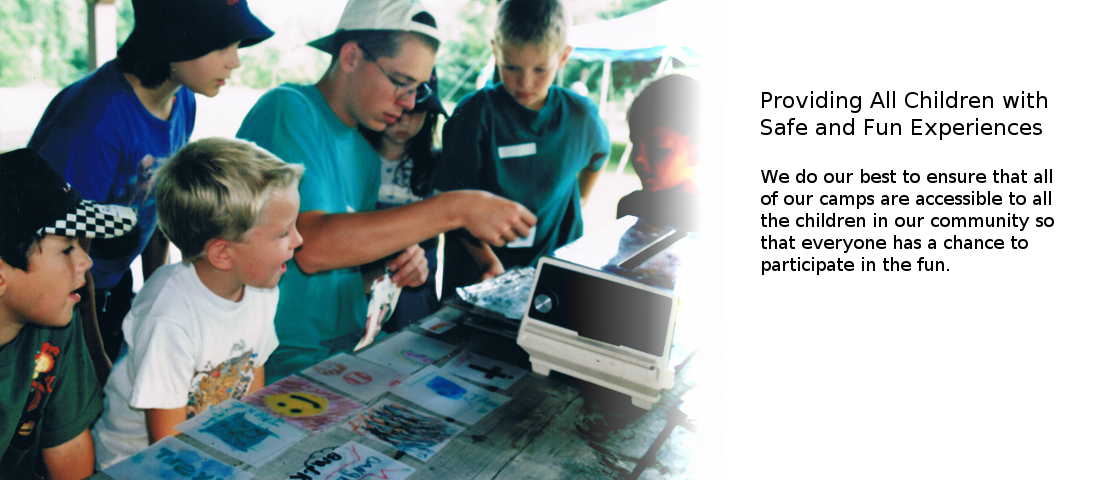 Providing All Children with
Safe and Fun Experiences
We do our best to ensure that all
of our camps are accessible to all
the children in our community so
that everyone has a chance to
participate in the fun.